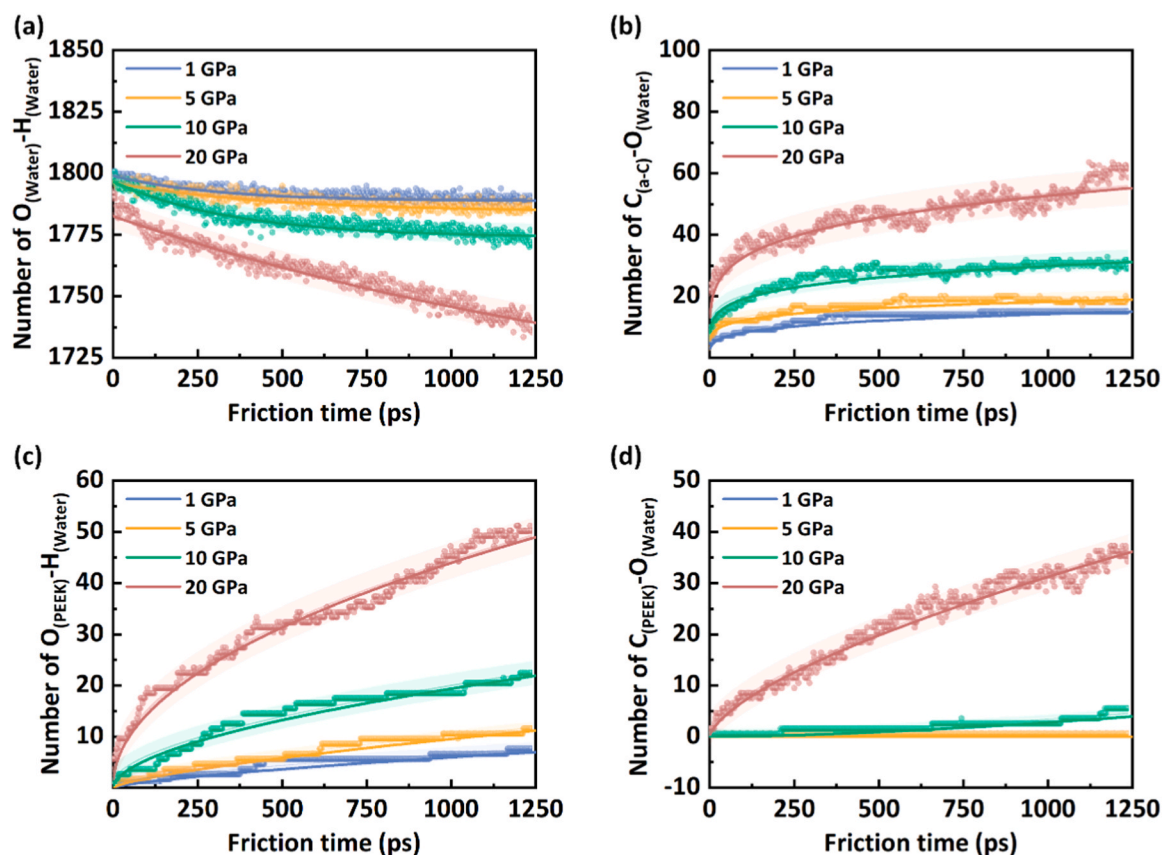 (a)
Number of O(Water)-H(Water)
1850
1825
1800
1775
1750
1725
1 GPa
5 GPa
10 GPa
20 GPa
0 250 500 750 1000 1250
Friction time (ps)
(b)
Number of C(a-C)-O(Water)
100
80
60
40
20
1 GPa
5 GPa
10 GPa
20 GPa
0 250 500 750 1000 1250
Friction time (ps)
(c)
Number of O(PEEK)-H(Water)
60
50
40
30
20
10
1 GPa
5 GPa
10 GPa
20 GPa
0 250 500 750 1000 1250
Friction time (ps)
(d)
Number of C(PEEK)-O(Water)
50
40
30
20
10
0
-10
1 GPa
5 GPa
10 GPa
20 GPa
0 250 500 750 1000 1250
Friction time (ps)